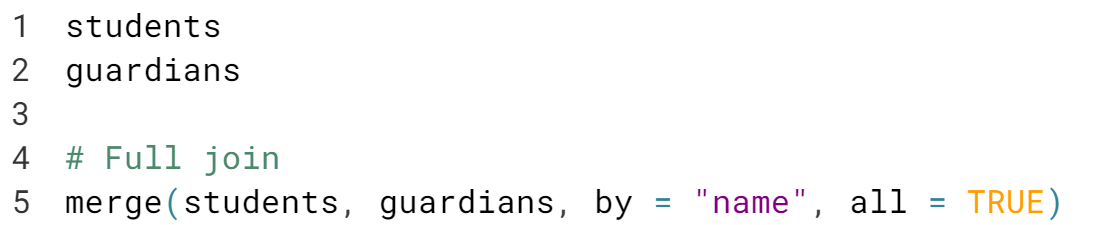 1 students
2 guardians
3
4 # Full join
5 merge(students, guardians, by = "name", all = TRUE)